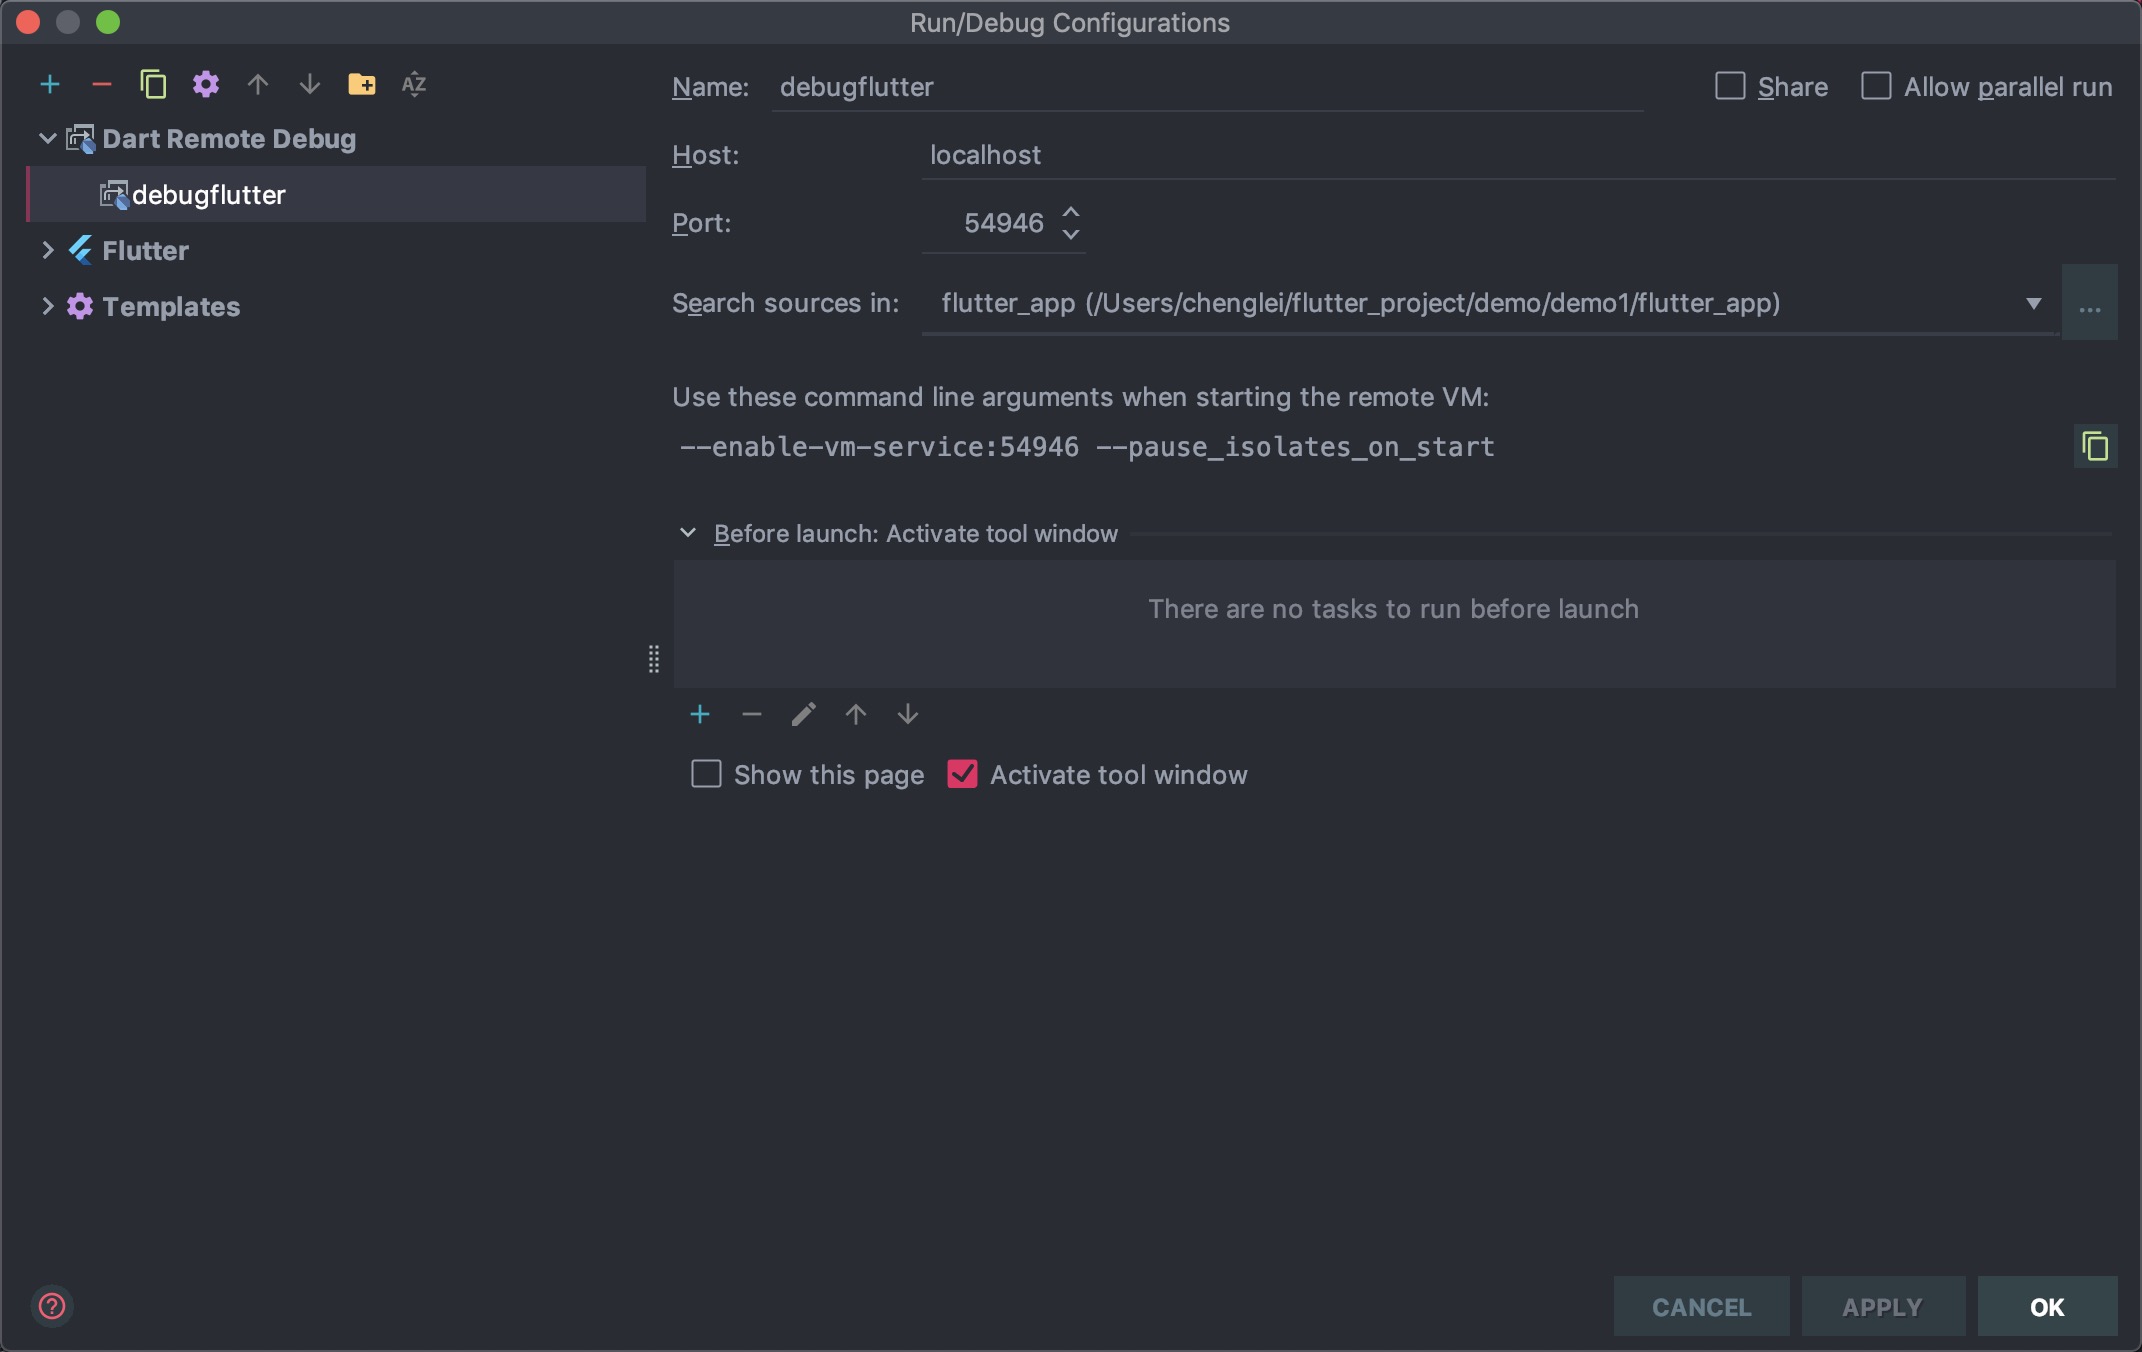 Run/Debug Configurations
Name: debugflutter
Share
Allow parallel run
Dart Remote Debug
debugflutter
Flutter
Templates
Host: localhost
Port: 54946
Search sources in: flutter_app (/Users/chenglei/flutter_project/demo/demo1/flutter_app)
...
Use these command line arguments when starting the remote VM:
--enable-vm-service:54946 --pause_isolates_on_start
Before launch: Activate tool window
There are no tasks to run before launch
Show this page
Activate tool window
?
CANCEL
APPLY
OK